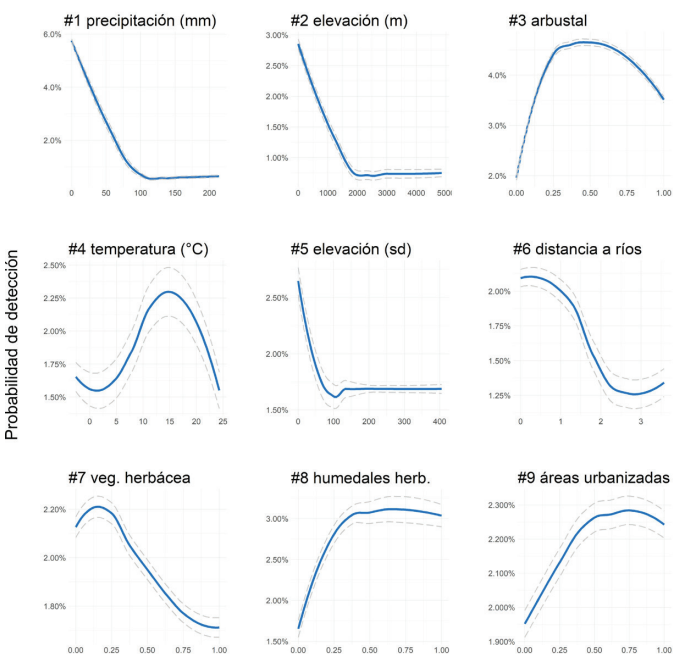 Probabilidad de detección
#1 precipitación (mm)
6.0%
4.0%
2.0%
0 50 100 150 200
#2 elevación (m)
3.00%
2.50%
2.00%
1.50%
1.00%
0 1000 2000 3000 4000 5000
#3 arbustal
4.0%
3.0%
2.0%
0.00 0.25 0.50 0.75 1.00
#4 temperatura (°C)
2.50%
2.25%
2.00%
1.75%
1.50%
0 5 10 15 20 25
#5 elevación (sd)
2.50%
2.00%
1.50%
0 100 200 300 400
#6 distancia a ríos
2.00%
1.75%
1.50%
1.25%
0 1 2 3
#7 veg. herbácea
2.20%
2.00%
1.80%
0.00 0.25 0.50 0.75 1.00
#8 humedales herb.
3.00%
2.50%
2.00%
1.50%
0.00 0.25 0.50 0.75 1.00
#9 áreas urbanizadas
2.300%
2.200%
2.100%
2.000%
1.900%
0.00 0.25 0.50 0.75 1.00